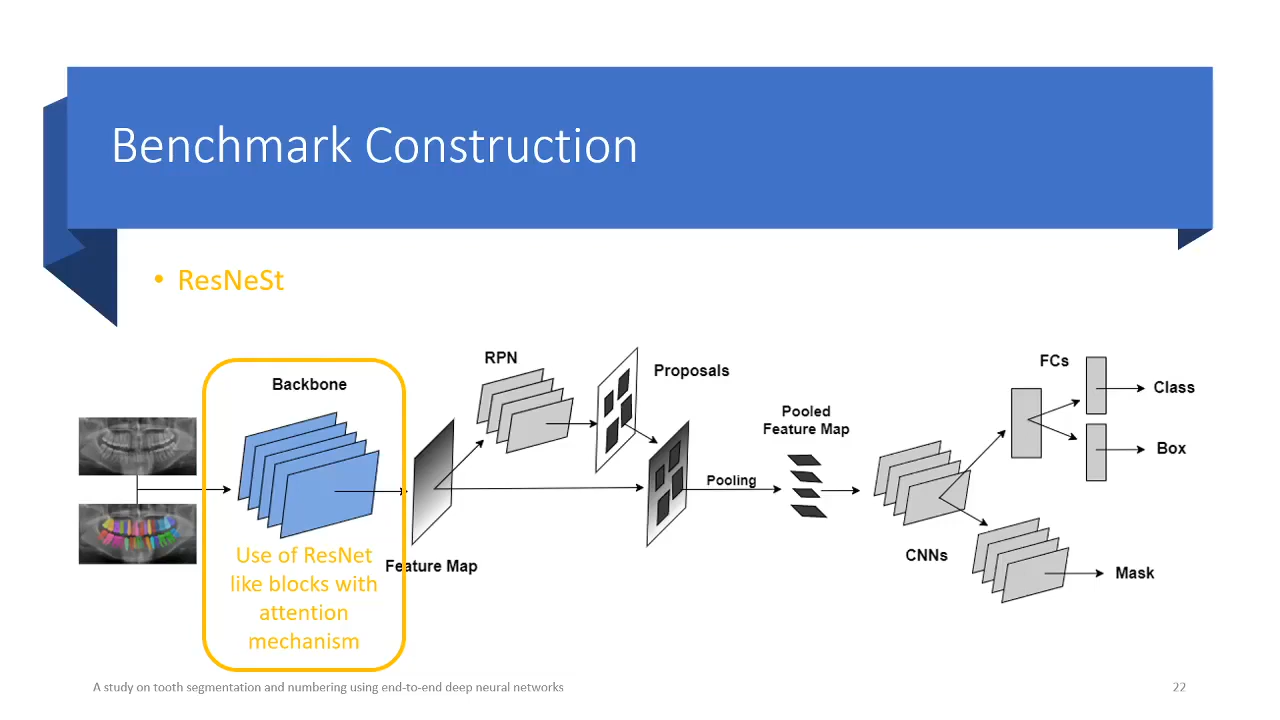 Benchmark Construction
• ResNeSt
Backbone
Use of ResNet
like blocks with
attention
mechanism
Feature Map
RPN
Proposals
Pooling
Pooled
Feature Map
CNNs
FCs
Class
Box
Mask
A study on tooth segmentation and numbering using end-to-end deep neural networks
22